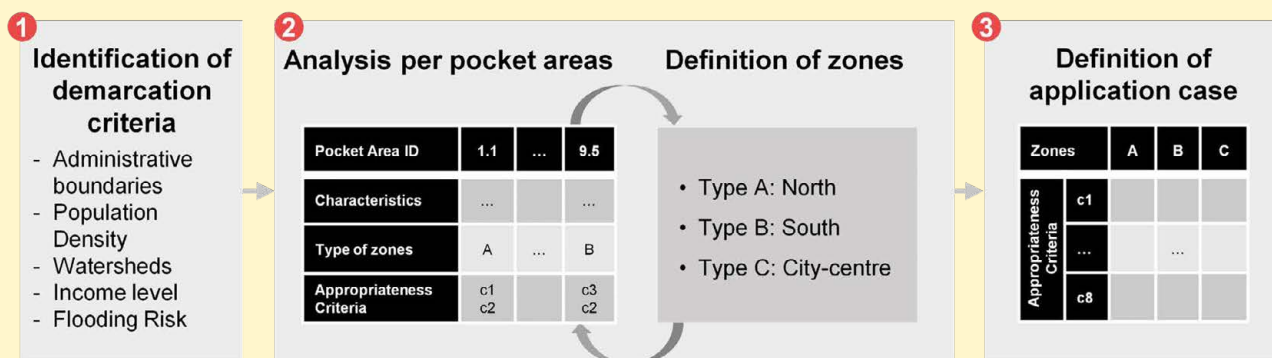 1
Identification of
demarcation
criteria
- Administrative
boundaries
- Population
Density
- Watersheds
- Income level
- Flooding Risk
2
Analysis per pocket areas
Pocket Area ID 1.1 ... 9.5
Characteristics ... ...
Type of zones A ... B
Appropriateness c1 c3
Criteria c2 c2
Definition of zones
• Type A: North
• Type B: South
• Type C: City-centre
3
Definition of
application case
Zones A B C
Appropriateness
Criteria
c1
... ...
c8